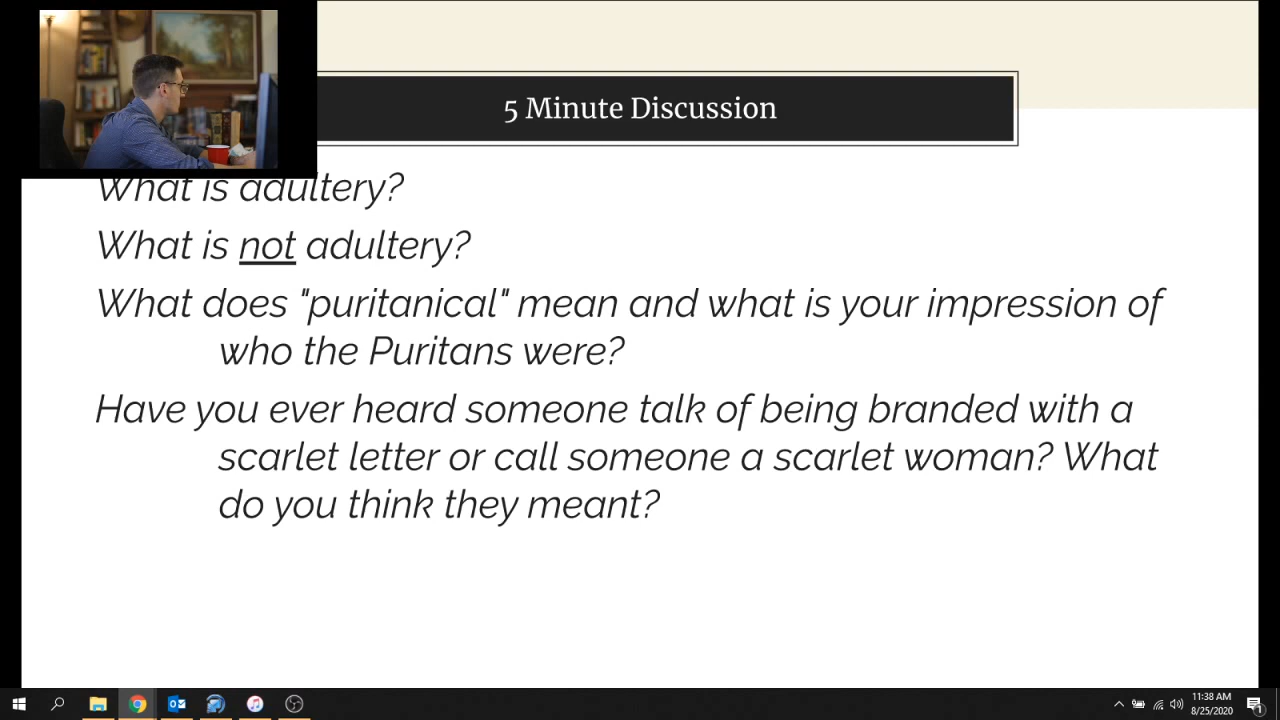 5 Minute Discussion
What is adultery?
What is not adultery?
What does "puritanical" mean and what is your impression of
who the Puritans were?
Have you ever heard someone talk of being branded with a
scarlet letter or call someone a scarlet woman? What
do you think they meant?
11:38 AM
8/25/2020
1